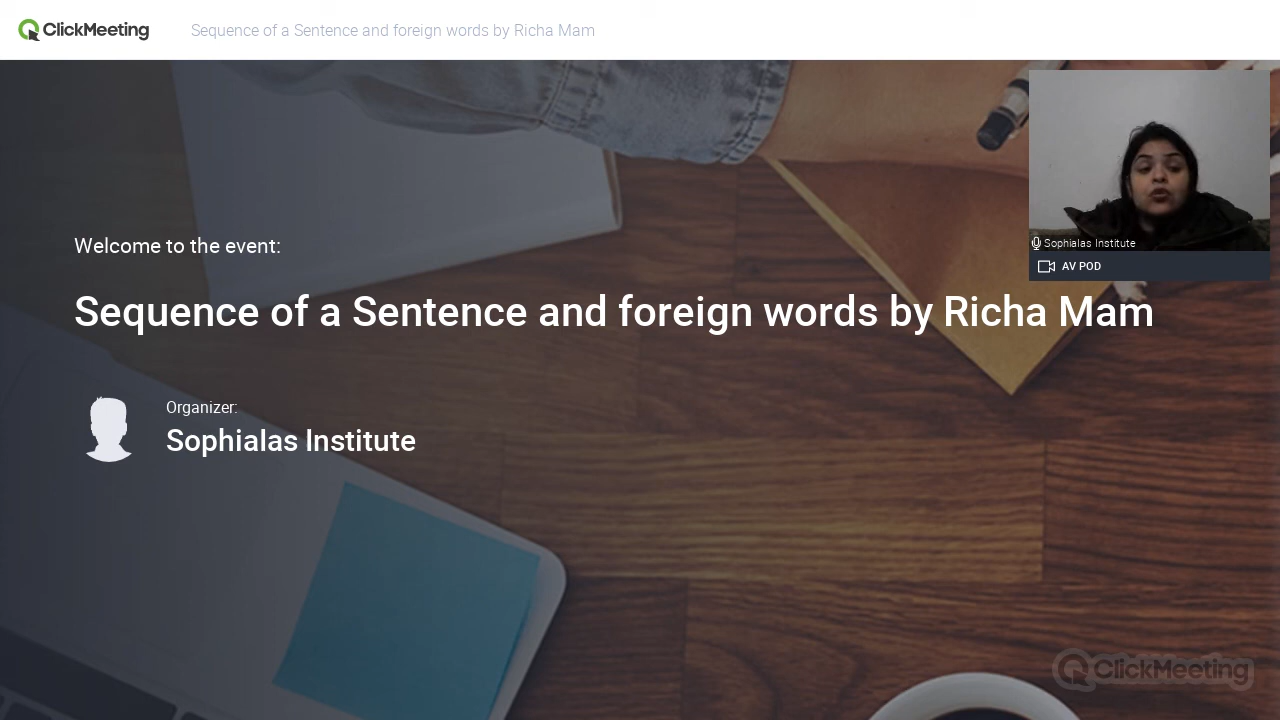 ClickMeeting
Sequence of a Sentence and foreign words by Richa Mam
Sophialas Institute
AV POD
Welcome to the event:
Sequence of a Sentence and foreign words by Richa Mam
Organizer:
Sophialas Institute
ClickMeeting